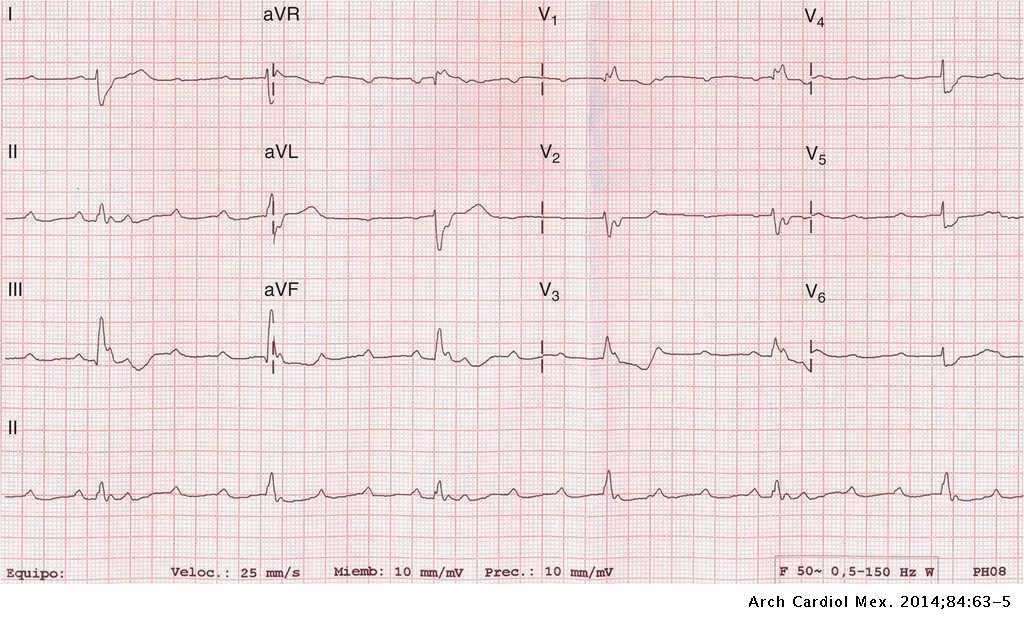 I aVR V1 V4
II aVL V2 V5
III aVF V3 V6
II
Equipo: Veloc.: 25 mm/s Miemb: 10 mm/mV Prec.: 10 mm/mV F 50~ 0,5-150 Hz W PH08
Arch Cardiol Mex. 2014;84:63–5